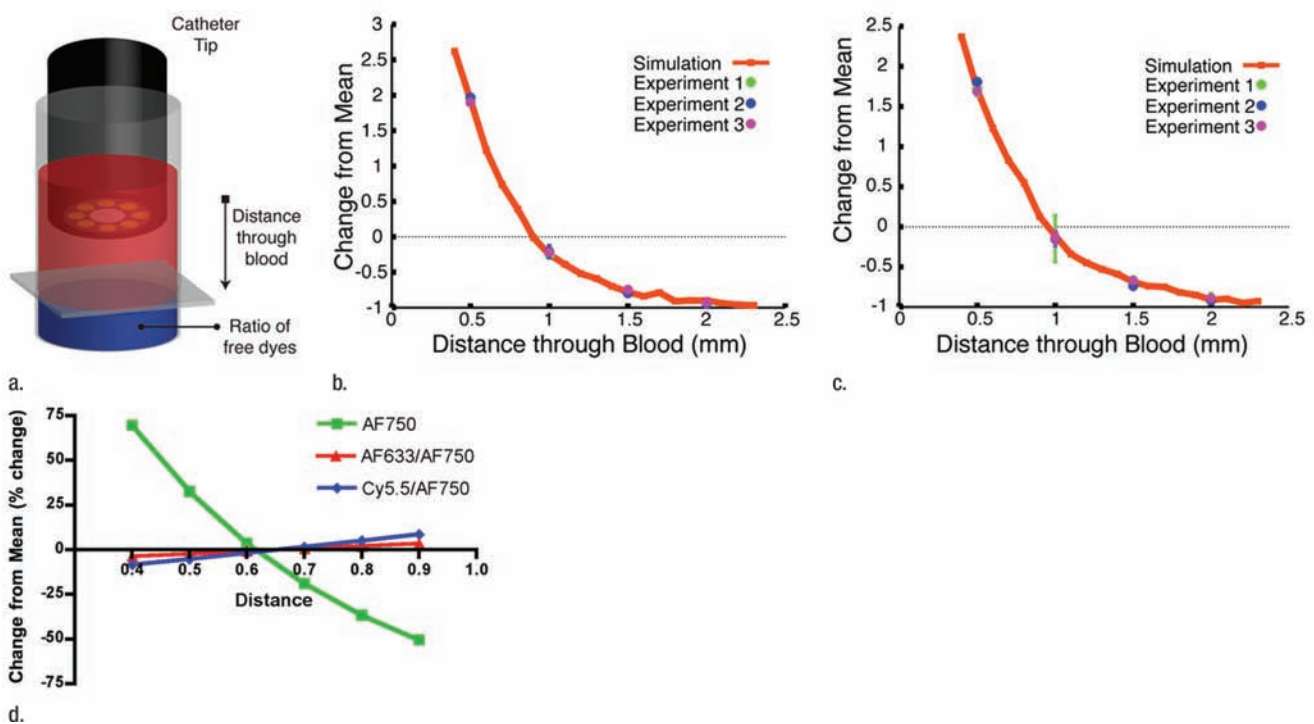 Catheter
Tip
Distance
through
blood
Ratio of
free dyes
a.
3
2.5
2
1.5
1
0.5
0
-0.5
-1
Change from Mean
Simulation
Experiment 1
Experiment 2
Experiment 3
0 0.5 1 1.5 2 2.5
Distance through Blood (mm)
b.
2.5
2
1.5
1
0.5
0
-0.5
-1
Change from Mean
Simulation
Experiment 1
Experiment 2
Experiment 3
0 0.5 1 1.5 2 2.5
Distance through Blood (mm)
c.
75
50
25
0
-25
-50
-75
Change from Mean (% change)
AF750
AF633/AF750
Cy5.5/AF750
0.4 0.5 0.6 0.7 0.8 0.9 1.0
Distance
d.